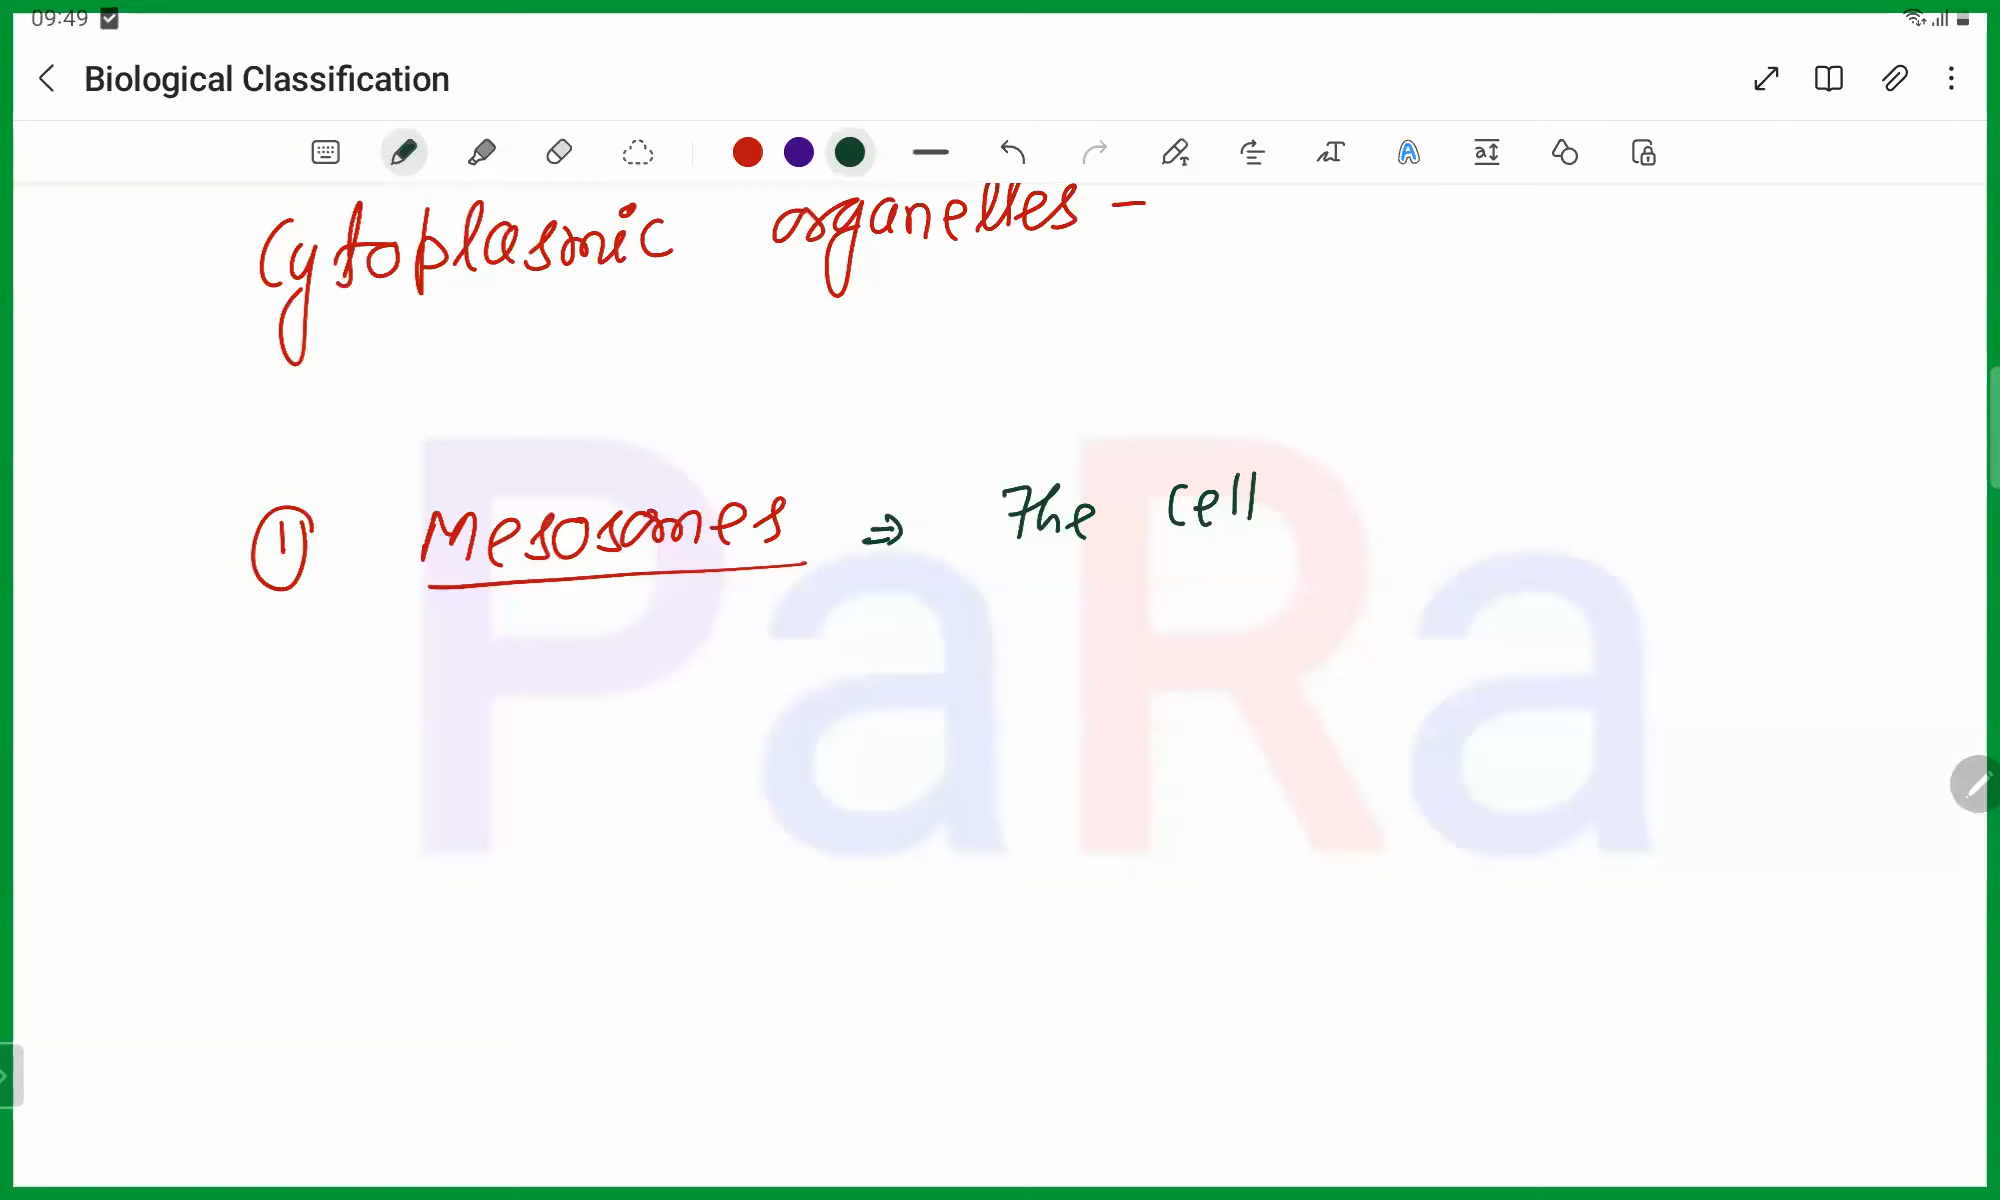 09:49
Biological Classification
Cytoplasmic organelles -
① Mesosomes ⇒ The cell
PaRa